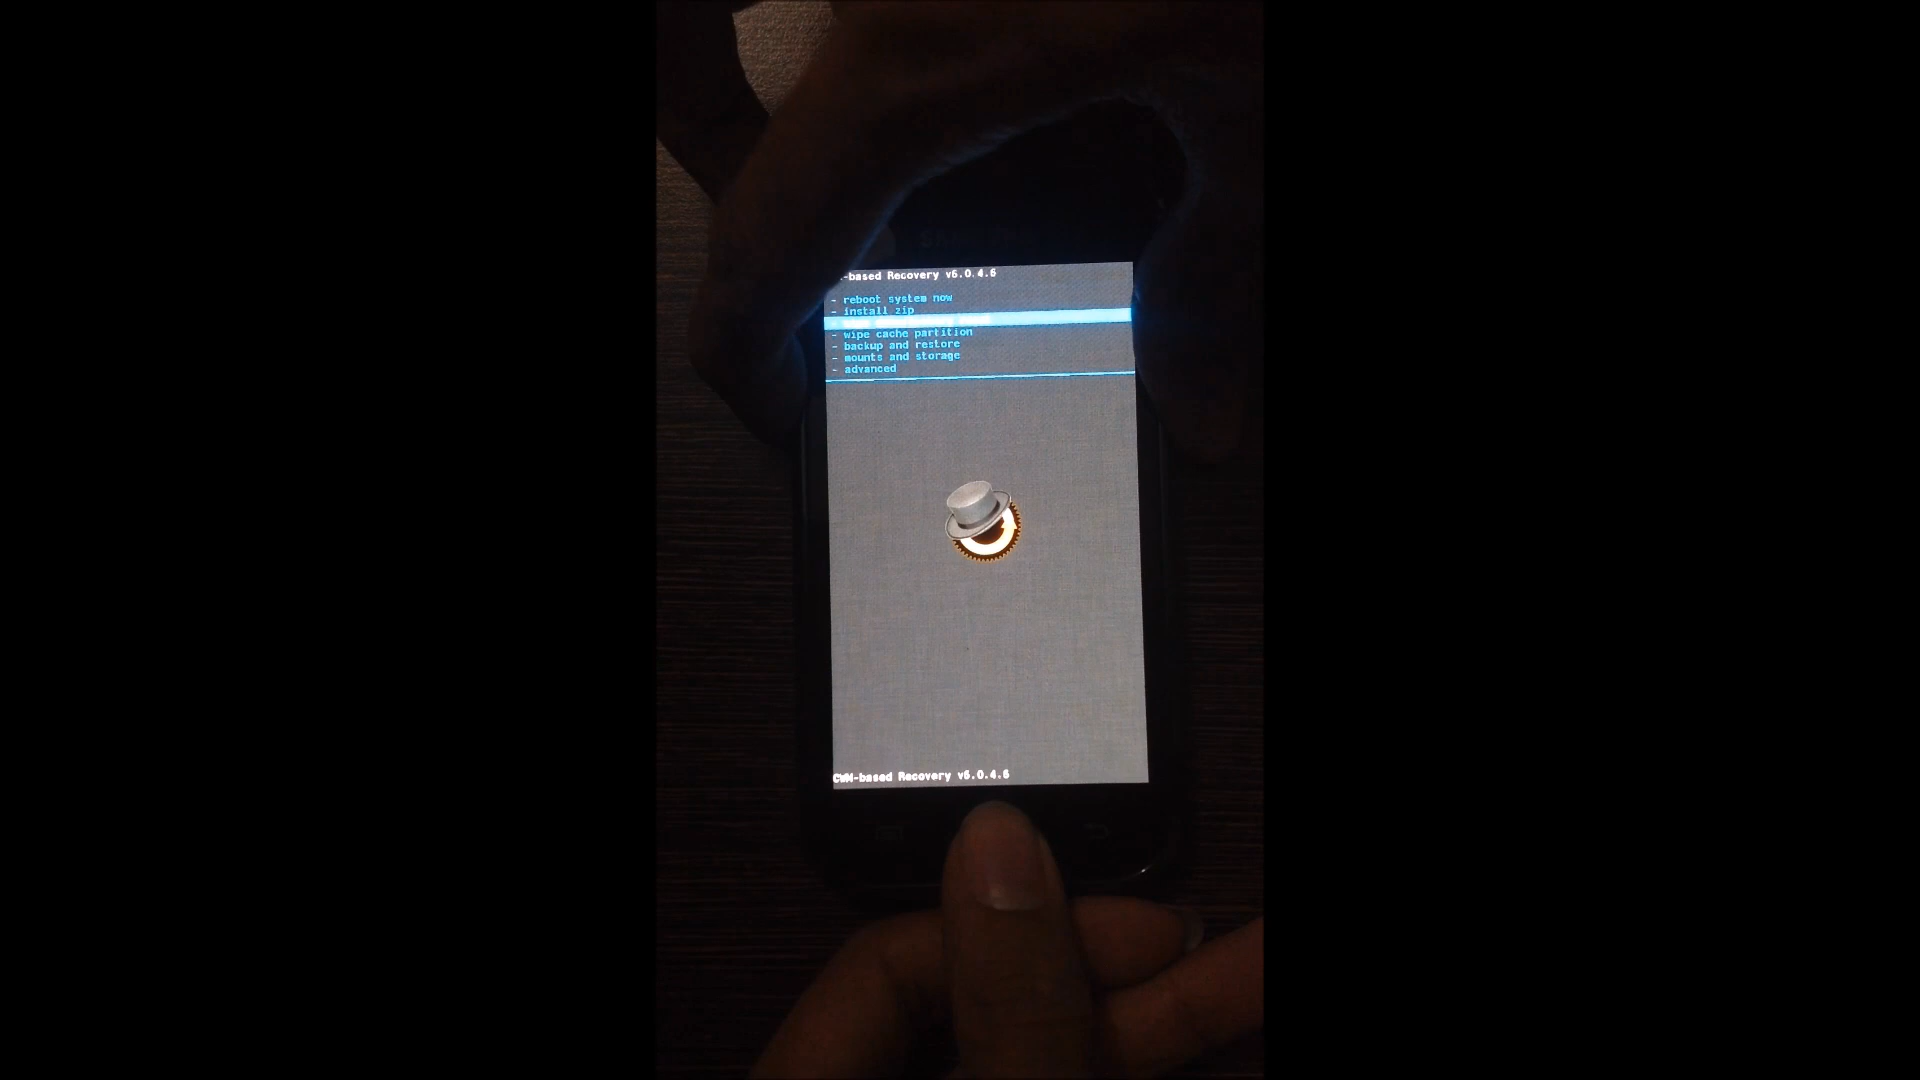 -based Recovery v6.0.4.6
- reboot system now
- install zip
- wipe cache partition
- backup and restore
- mounts and storage
- advanced
CWM-based Recovery v6.0.4.6